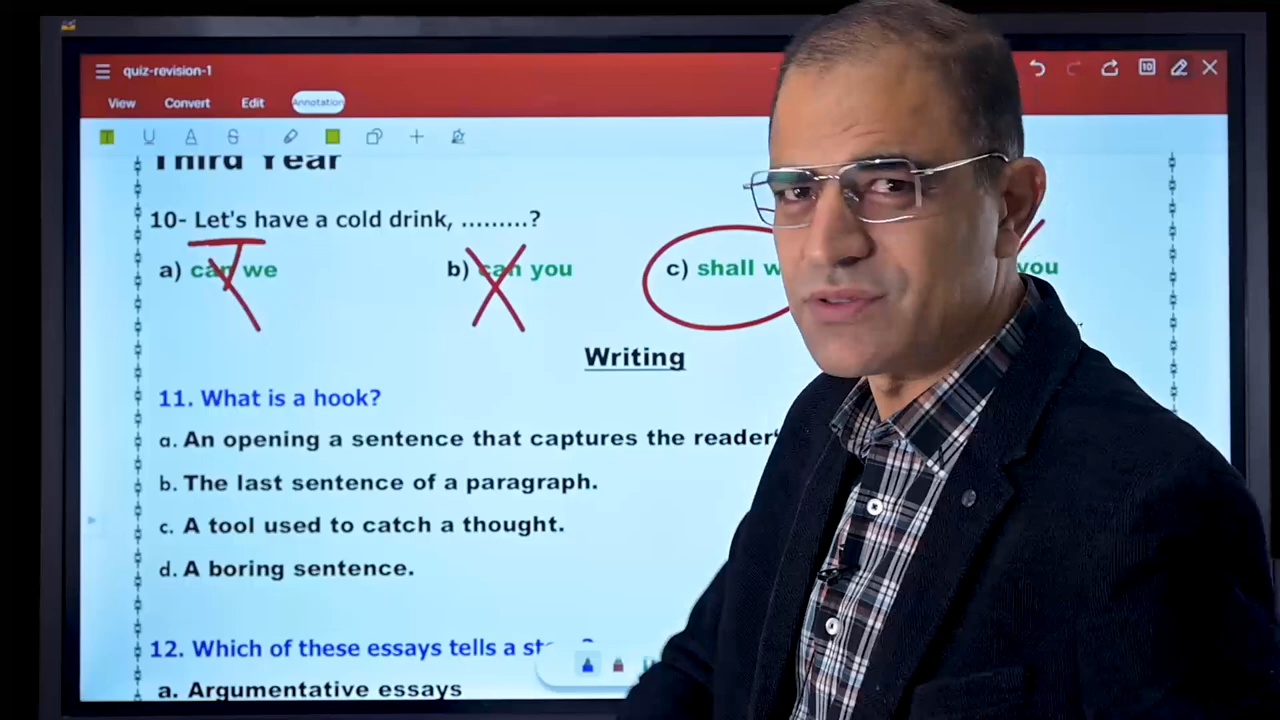 quiz-revision-1
View Convert Edit Annotation
Third Year
10- Let's have a cold drink, .........?
a) can we b) can you c) shall you
Writing
11. What is a hook?
a. An opening a sentence that captures the reader
b. The last sentence of a paragraph.
c. A tool used to catch a thought.
d. A boring sentence.
12. Which of these essays tells a
a. Argumentative essays